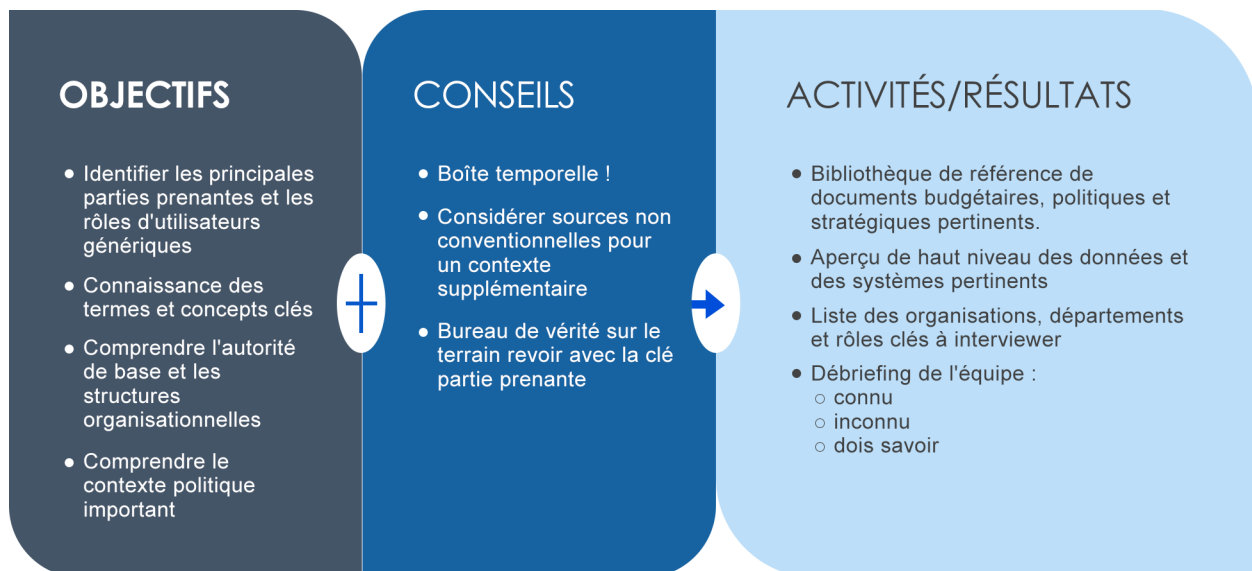 OBJECTIFS
Identifier les principales
parties prenantes et les
rôles d'utilisateurs
génériques
Connaissance des
termes et concepts clés
Comprendre l'autorité
de base et les
structures
organisationnelles
Comprendre le
contexte politique
important
CONSEILS
Boîte temporelle !
Considérer sources non
conventionnelles pour
un contexte
supplémentaire
Bureau de vérité sur le
terrain revoir avec la clé
partie prenante
ACTIVITÉS/RÉSULTATS
Bibliothèque de référence de
documents budgétaires, politiques et
stratégiques pertinents.
Aperçu de haut niveau des données et
des systèmes pertinents
Liste des organisations, départements
et rôles clés à interviewer
Débriefing de l'équipe :
connu
inconnu
dois savoir